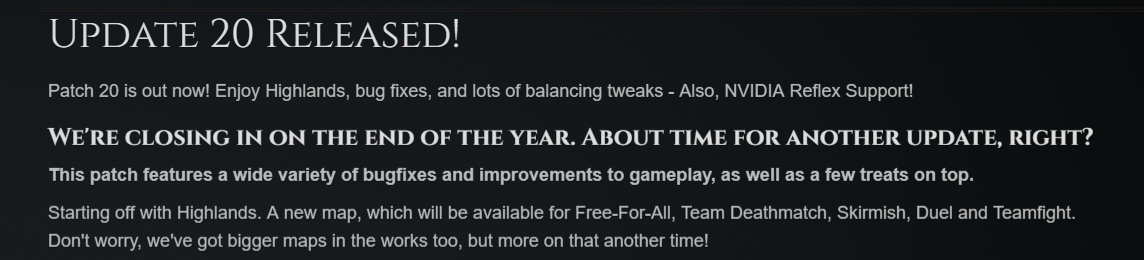 Update 20 Released!
Patch 20 is out now! Enjoy Highlands, bug fixes, and lots of balancing tweaks - Also, NVIDIA Reflex Support!
We're closing in on the end of the year. About time for another update, right?
This patch features a wide variety of bugfixes and improvements to gameplay, as well as a few treats on top.
Starting off with Highlands. A new map, which will be available for Free-For-All, Team Deathmatch, Skirmish, Duel and Teamfight.
Don't worry, we've got bigger maps in the works too, but more on that another time!